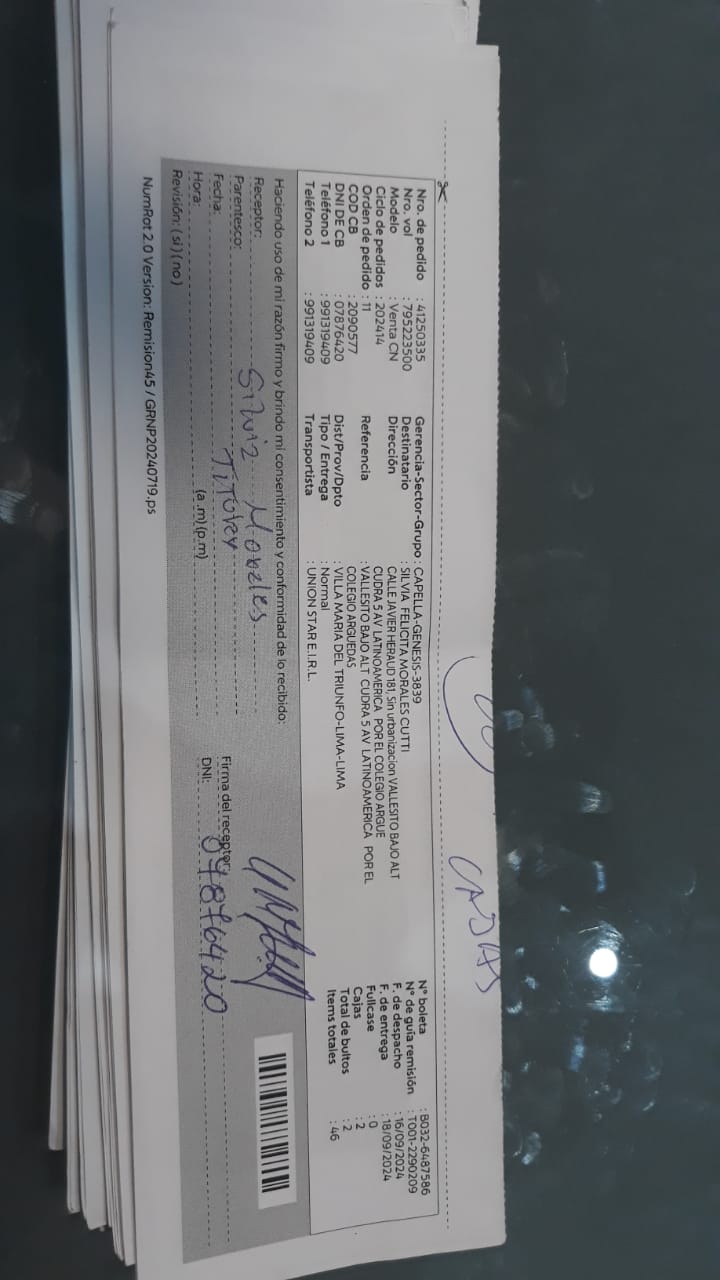 CAJAS
Nro. de pedido : 41250335
Nro. vol : 795223500
Modelo : Venta CN
Ciclo de pedidos : 202414
Orden de pedido : 11
COD CB : 2090577
DNI DE CB : 07876420
Teléfono 1 : 991319409
Teléfono 2 : 991319409
Gerencia-Sector-Grupo : CAPELLA-GENESIS-3839
Destinatario : SILVIA FELICITA MORALES CUTTI
Dirección : CALLE JAVIER HERAUD 181, Sin urbanizacion VALLESITO BAJO ALT
CUDRA 5 AV LATINOAMERICA POR EL COLEGIO ARGUE
Referencia : VALLESITO BAJO ALT CUDRA 5 AV LATINOAMERICA POR EL
COLEGIO ARGUEDAS
Dist/Prov/Dpto : VILLA MARIA DEL TRIUNFO-LIMA-LIMA
Tipo / Entrega : Normal
Transportista : UNION STAR E.I.R.L.
N° boleta : B032-6487586
N° de guía remisión : T001-2290209
F. de despacho : 16/09/2024
F. de entrega : 18/09/2024
Fullcase : 0
Cajas : 2
Total de bultos : 2
Items totales : 46
Haciendo uso de mi razón firmo y brindo mi consentimiento y conformidad de lo recibido:
Receptor: Silvia Morales
Parentesco: Titular
Fecha:
Hora: (a.m)(p.m)
Revisión: (si)(no)
Firma del receptor:
DNI: 07876420
NumRot 2.0 Version: Remision45 / GRNP20240719.ps